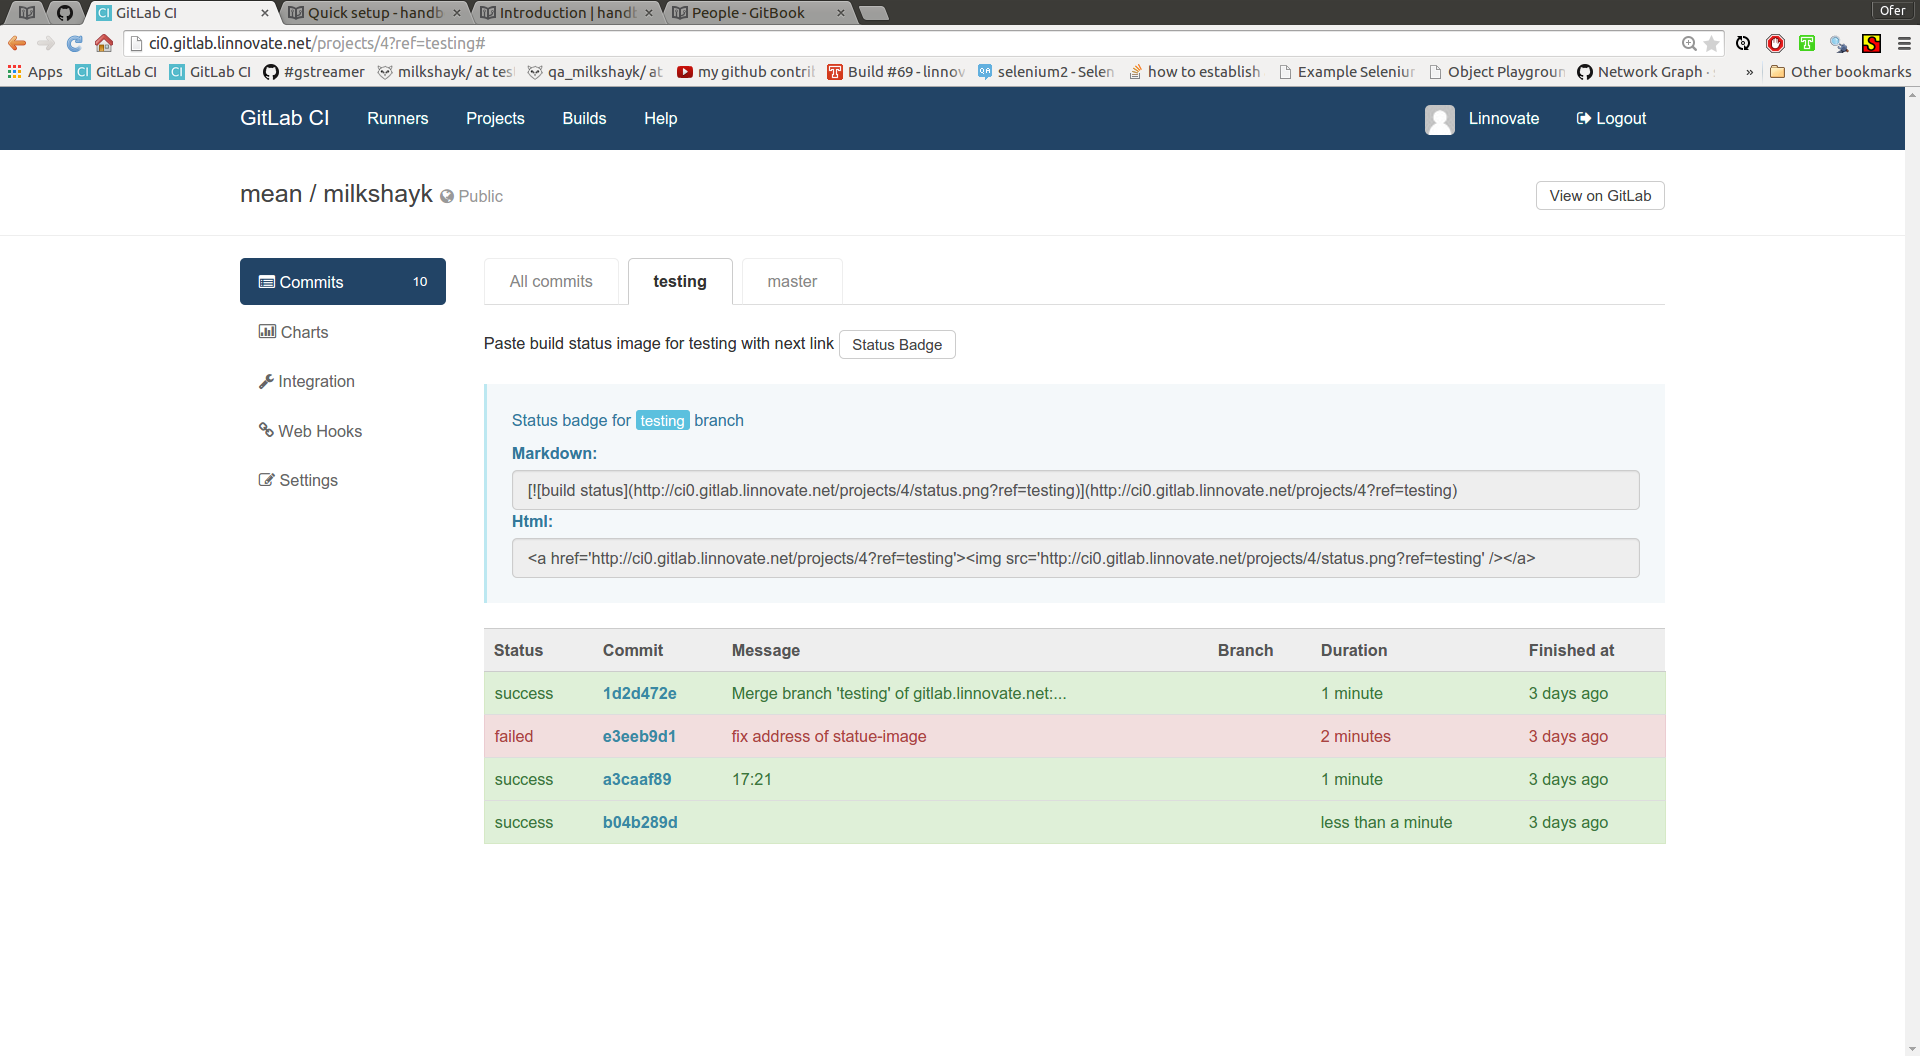 GitLab CI
Quick setup - handb
Introduction | handb
People - GitBook
Ofer
ci0.gitlab.linnovate.net/projects/4?ref=testing#
Apps
GitLab CI
GitLab CI
#gstreamer
milkshayk/ at tes
qa_milkshayk/ at
my github contri
Build #69 - linnov
selenium2 - Selen
how to establish
Example Seleniur
Object Playgroun
Network Graph ·
»
Other bookmarks
GitLab CI
Runners
Projects
Builds
Help
Linnovate
Logout
mean / milkshayk Public
View on GitLab
Commits 10
Charts
Integration
Web Hooks
Settings
All commits
testing
master
Paste build status image for testing with next link Status Badge
Status badge for testing branch
Markdown:
[![build status](http://ci0.gitlab.linnovate.net/projects/4/status.png?ref=testing)](http://ci0.gitlab.linnovate.net/projects/4?ref=testing)
Html:
<a href='http://ci0.gitlab.linnovate.net/projects/4?ref=testing'><img src='http://ci0.gitlab.linnovate.net/projects/4/status.png?ref=testing' /></a>
Status Commit Message Branch Duration Finished at
success 1d2d472e Merge branch 'testing' of gitlab.linnovate.net:... 1 minute 3 days ago
failed e3eeb9d1 fix address of statue-image 2 minutes 3 days ago
success a3caaf89 17:21 1 minute 3 days ago
success b04b289d less than a minute 3 days ago